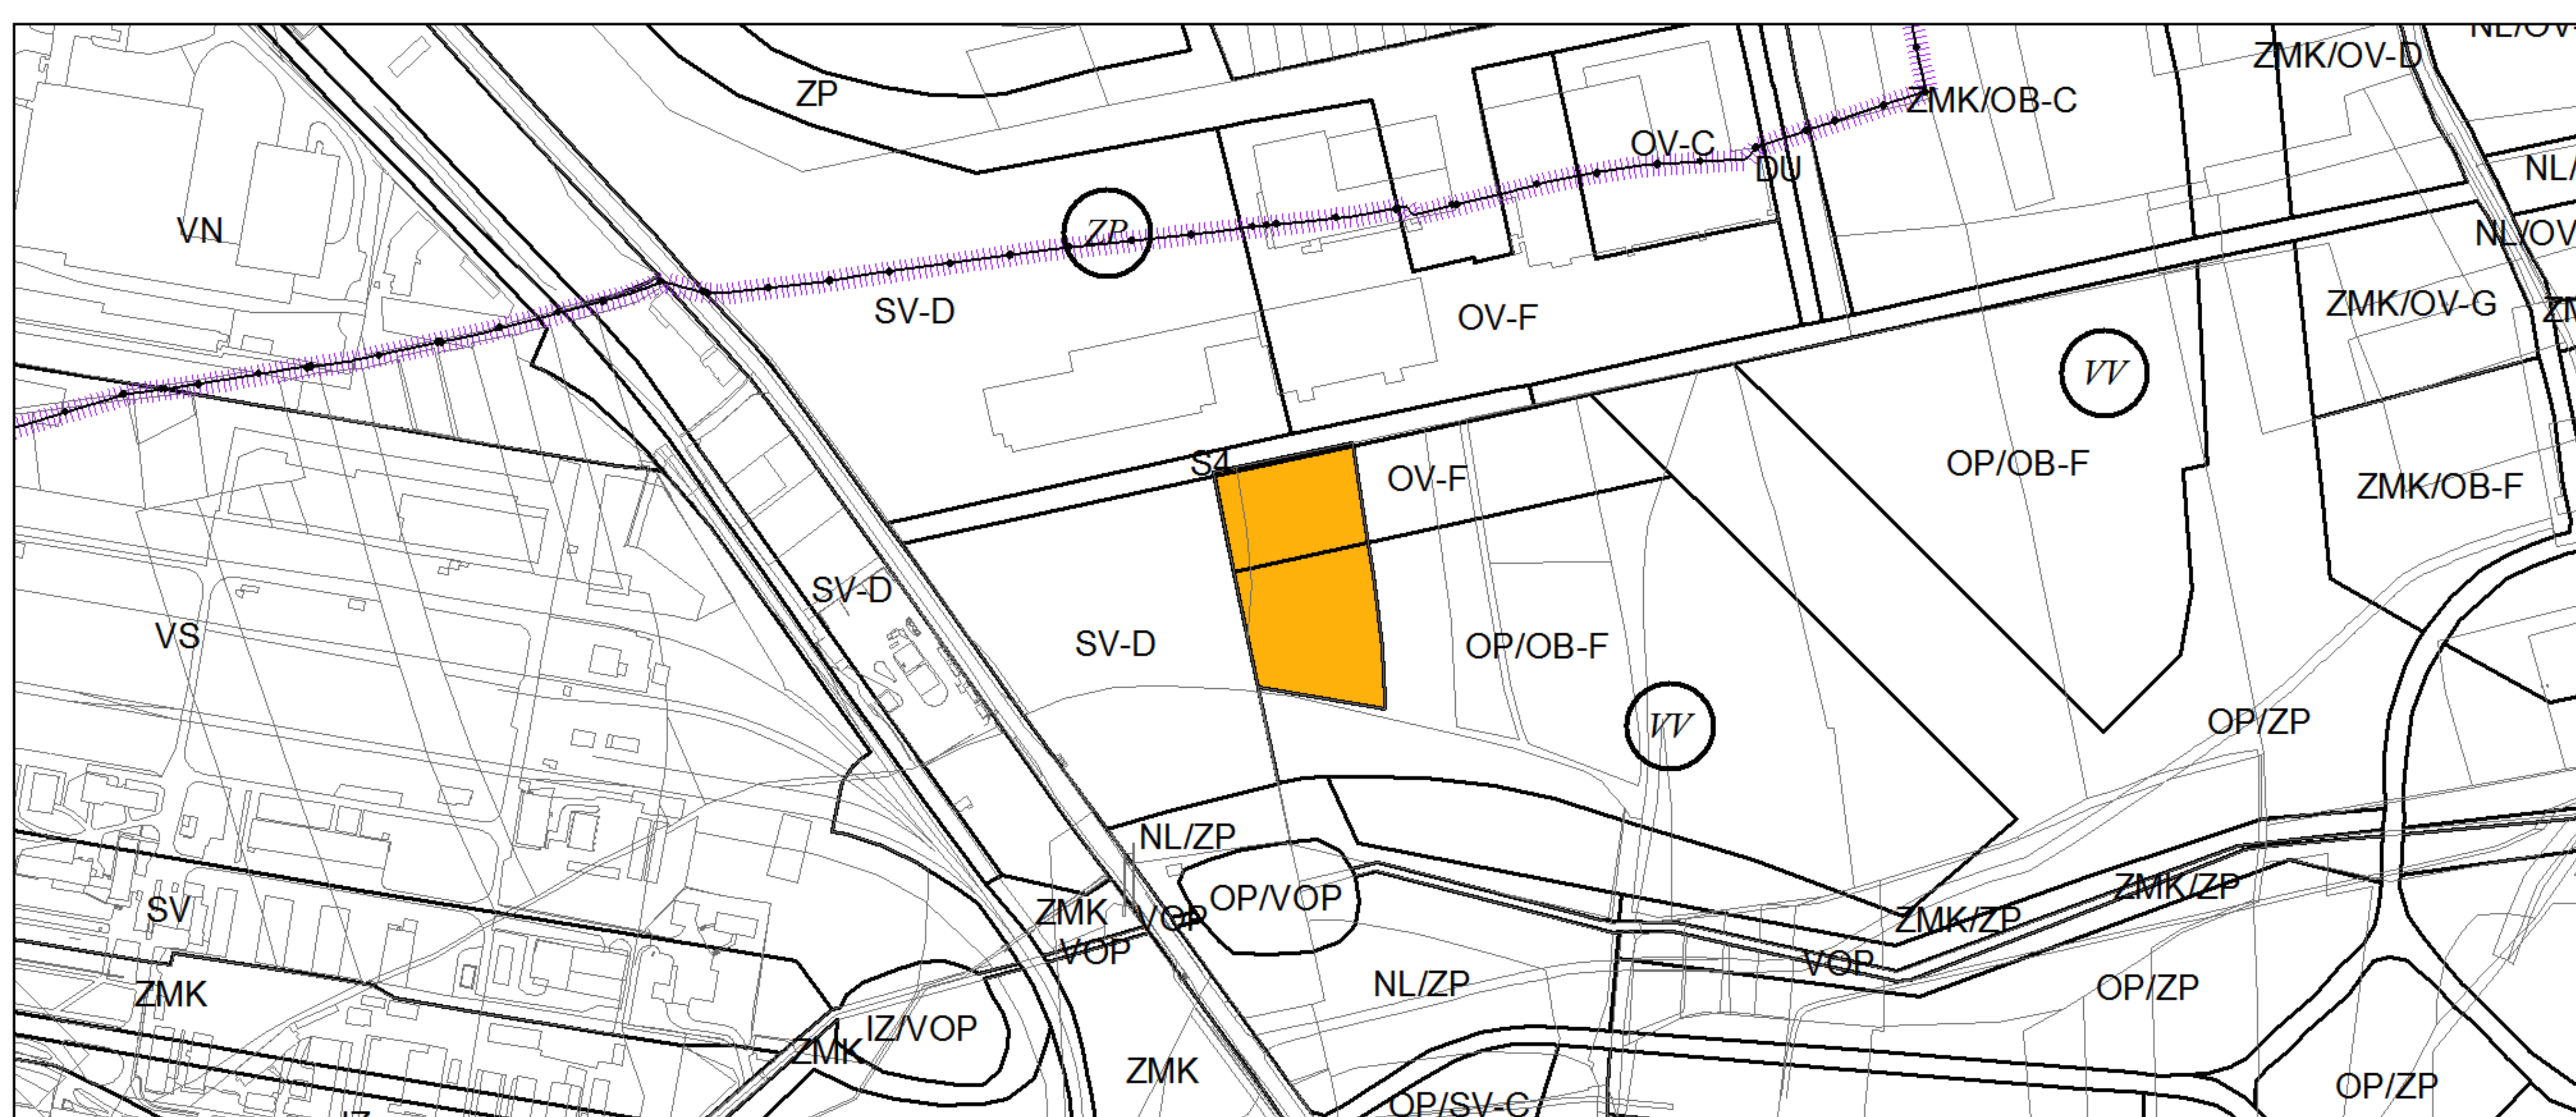 ZMK/OV-D
ZP
ZMK/OB-C
OV-C
DU
NL/
VN
ZP
NL/OV
SV-D
OV-F
ZMK/OV-G
VV
S4
OV-F
OP/OB-F
ZMK/OB-F
SV-D
VS
SV-D
OP/OB-F
VV
OP/ZP
NL/ZP
ZMK/ZP
OP/VOP
SV
ZMK
VOP
ZMK/ZP
VOP
VOP
NL/ZP
OP/ZP
ZMK
IZ/VOP
ZMK
ZMK
OP/ZP
OP/SV-C